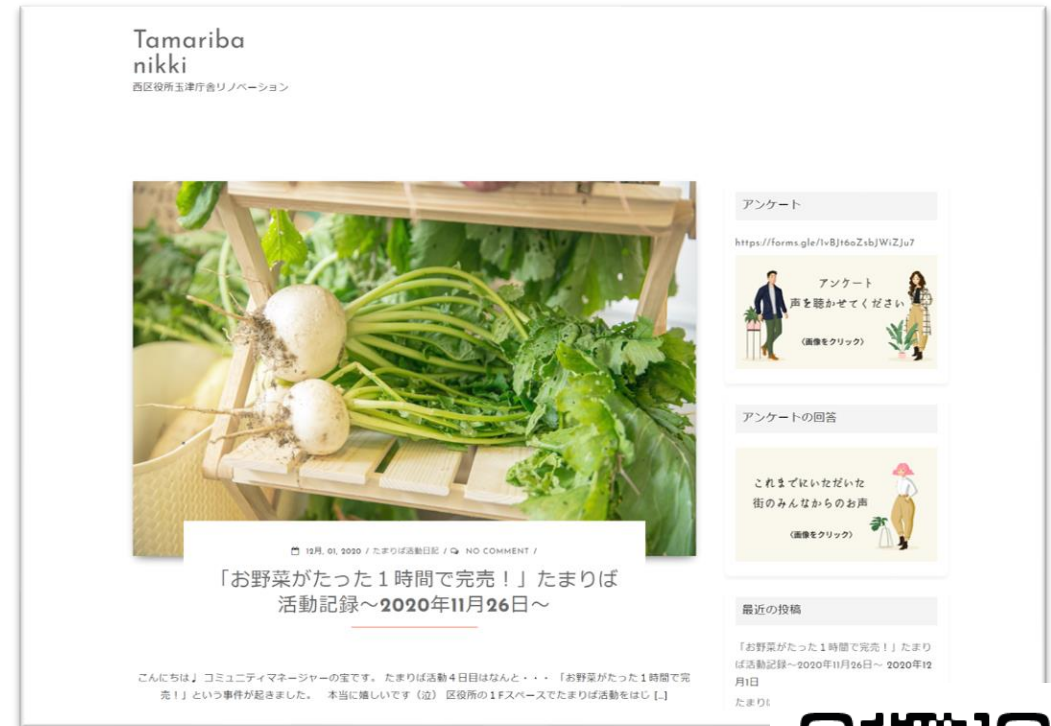 Tamariba
nikki
西区役所玉津庁舎リノベーション
12月, 01, 2020 / たまりば活動日記 / NO COMMENT /
「お野菜がたった１時間で完売！」たまりば
活動記録～2020年11月26日～
こんにちは♩ コミュニティマネージャーの宝です。 たまりば活動４日目はなんと・・・ 「お野菜がたった１時間で完
売！」という事件が起きました。 本当に嬉しいです（泣） 区役所の１Fスペースでたまりば活動をはじ [...]
アンケート
https://forms.gle/1vBJt6oZsbJWiZJu7
アンケート
声を聴かせてください
〈画像をクリック〉
アンケートの回答
これまでにいただいた
街のみんなからのお声
〈画像をクリック〉
最近の投稿
「お野菜がたった１時間で完売！」たまり
ば活動記録～2020年11月26日～ 2020年12
月1日
たまり